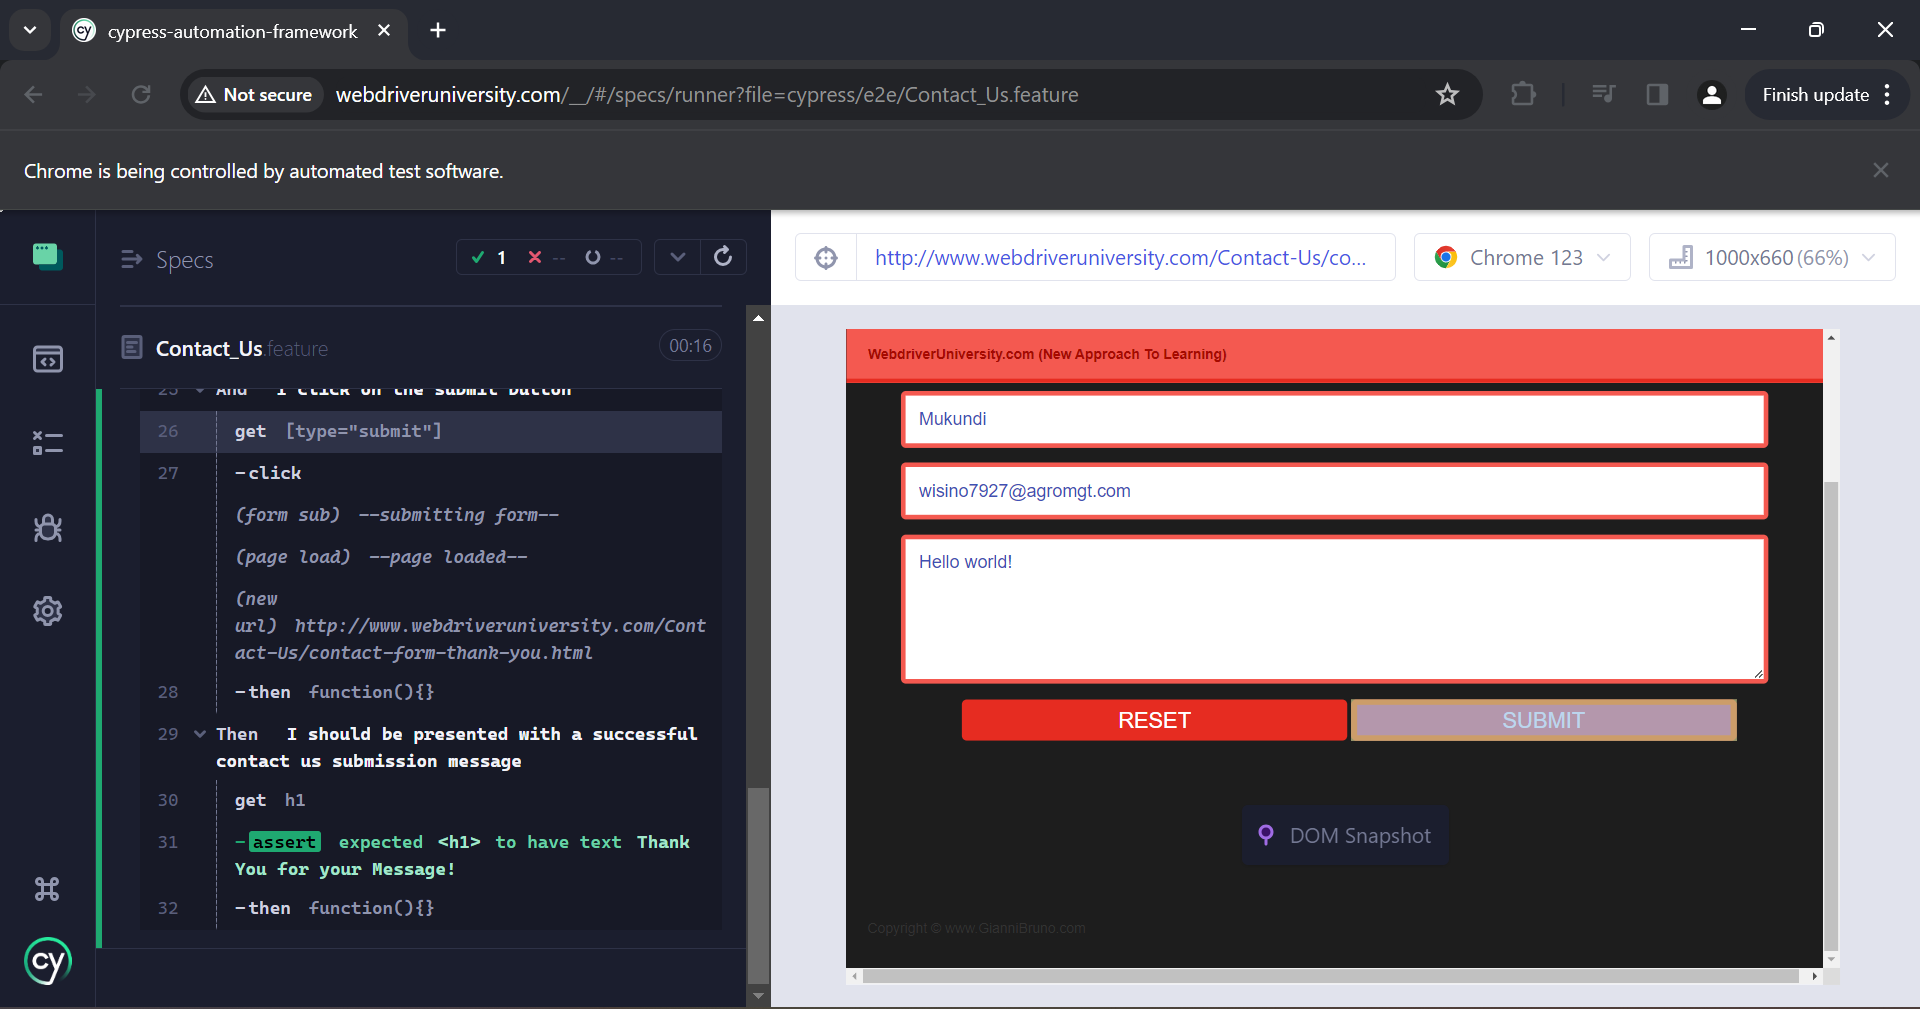 cypress-automation-framework
Not secure
webdriveruniversity.com/__/#/specs/runner?file=cypress/e2e/Contact_Us.feature
Finish update
Chrome is being controlled by automated test software.
Specs
1 -- --
http://www.webdriveruniversity.com/Contact-Us/co...
Chrome 123
1000x660 (66%)
Contact_Us.feature
00:16
25 And I click on the submit button
26 get [type="submit"]
27 -click
(form sub) --submitting form--
(page load) --page loaded--
(new
url) http://www.webdriveruniversity.com/Cont
act-Us/contact-form-thank-you.html
28 -then function(){}
29 Then I should be presented with a successful
contact us submission message
30 get h1
31 -assert expected <h1> to have text Thank
You for your Message!
32 -then function(){}
cy
WebdriverUniversity.com (New Approach To Learning)
Mukundi
wisino7927@agromgt.com
Hello world!
RESET
SUBMIT
DOM Snapshot
Copyright © www.GianniBruno.com